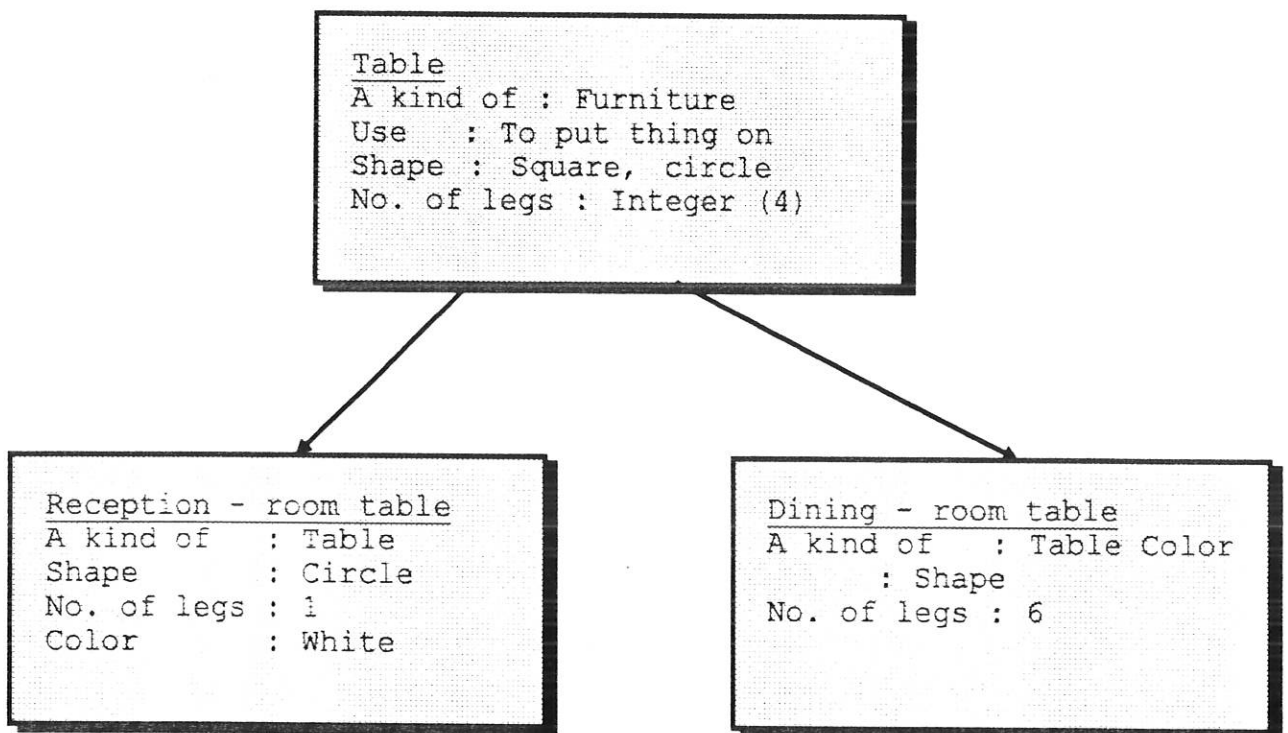 Table
A kind of : Furniture
Use : To put thing on
Shape : Square, circle
No. of legs : Integer (4)
Reception - room table
A kind of : Table
Shape : Circle
No. of legs : 1
Color : White
Dining - room table
A kind of : Table Color
: Shape
No. of legs : 6